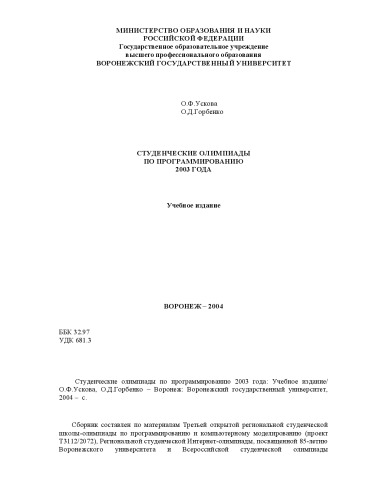 МИНИСТЕРСТВО ОБРАЗОВАНИЯ И НАУКИ
РОССИЙСКОЙ ФЕДЕРАЦИИ
Государственное образовательное учреждение
высшего профессионального образования
ВОРОНЕЖСКИЙ ГОСУДАРСТВЕННЫЙ УНИВЕРСИТЕТ
О.Ф.Ускова
О.Д.Горбенко
СТУДЕНЧЕСКИЕ ОЛИМПИАДЫ
ПО ПРОГРАММИРОВАНИЮ
2003 ГОДА
Учебное издание
ВОРОНЕЖ – 2004
ББК 32.97
УДК 681.3
Студенческие олимпиады по программированию 2003 года: Учебное издание/
О.Ф.Ускова, О.Д.Горбенко – Воронеж: Воронежский государственный университет,
2004 – с.
Сборник составлен по материалам Третьей открытой региональной студенческой
школы-олимпиады по программированию и компьютерному моделированию (проект
Т3112/2072), Региональной студенческой Интернет-олимпиады, посвященной 85-летию
Воронежского университета и Всероссийской студенческой олимпиады